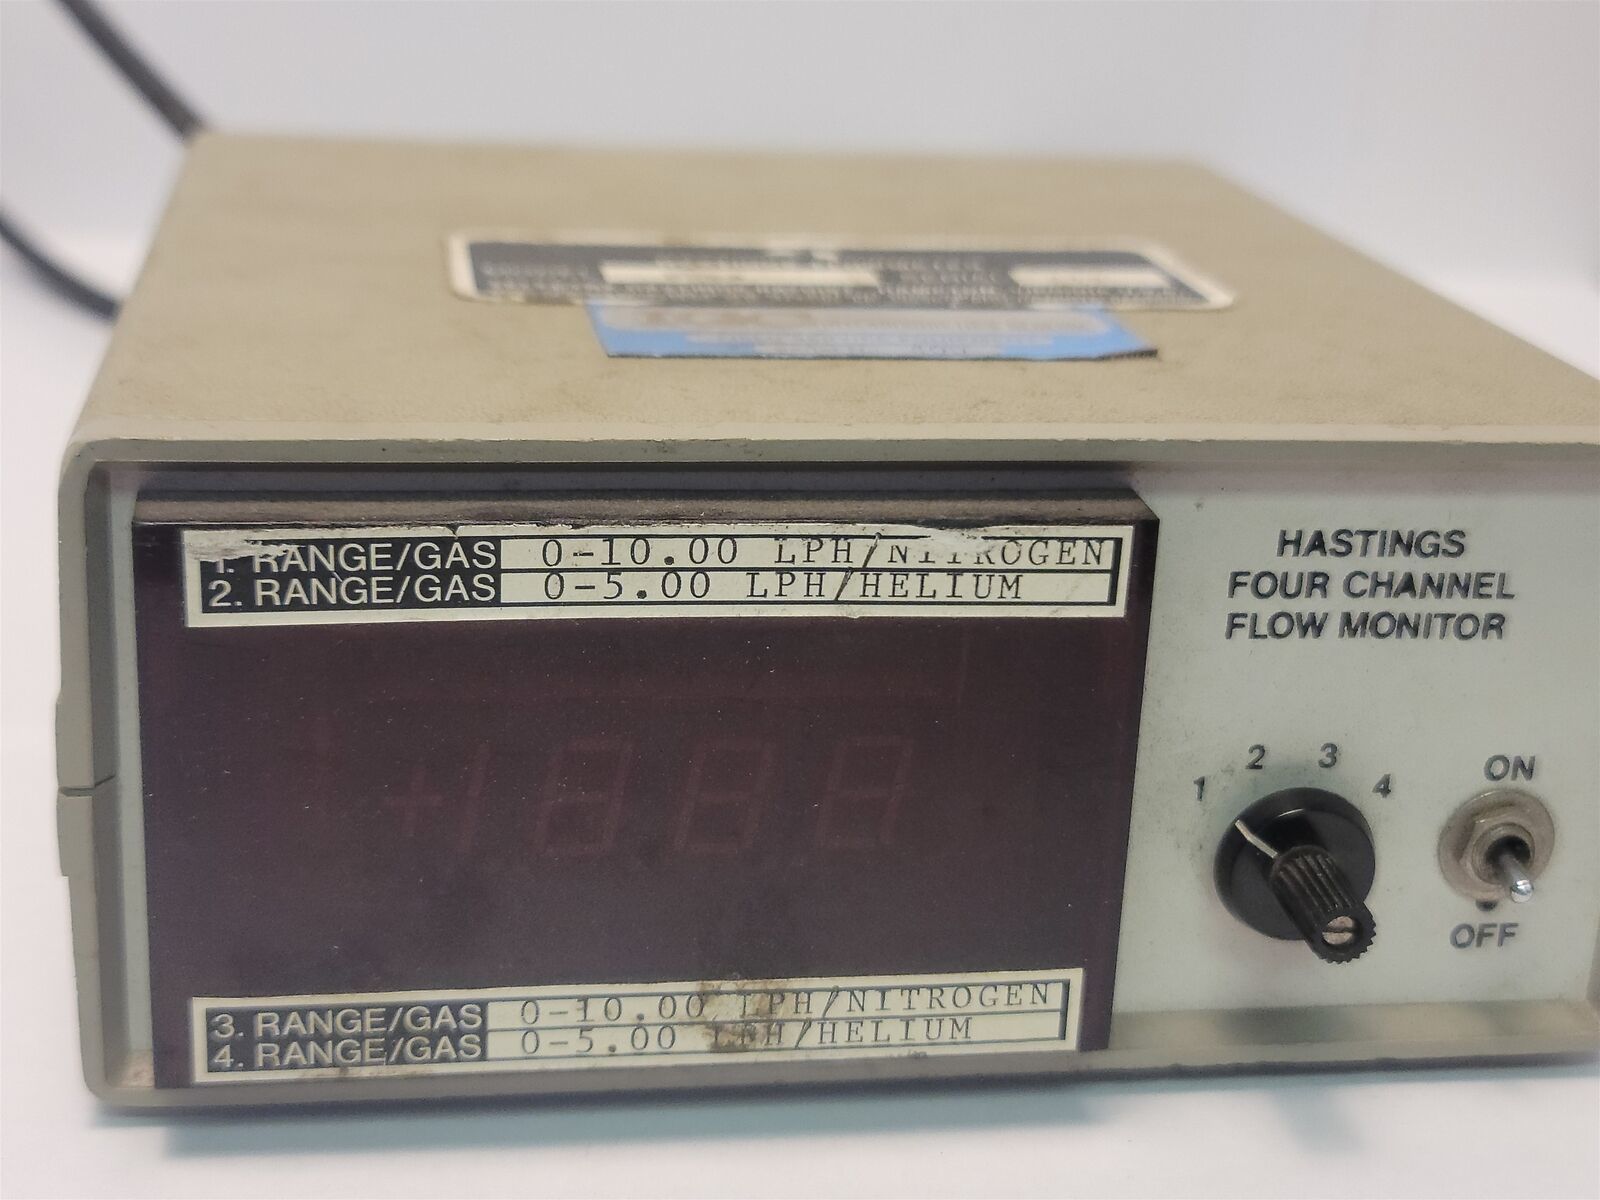 1. RANGE/GAS 0-10.00 LPH/NITROGEN
2. RANGE/GAS 0-5.00 LPH/HELIUM
+1888
3. RANGE/GAS 0-10.00 LPH/NITROGEN
4. RANGE/GAS 0-5.00 LPH/HELIUM
HASTINGS
FOUR CHANNEL
FLOW MONITOR
1 2 3 4
ON
OFF